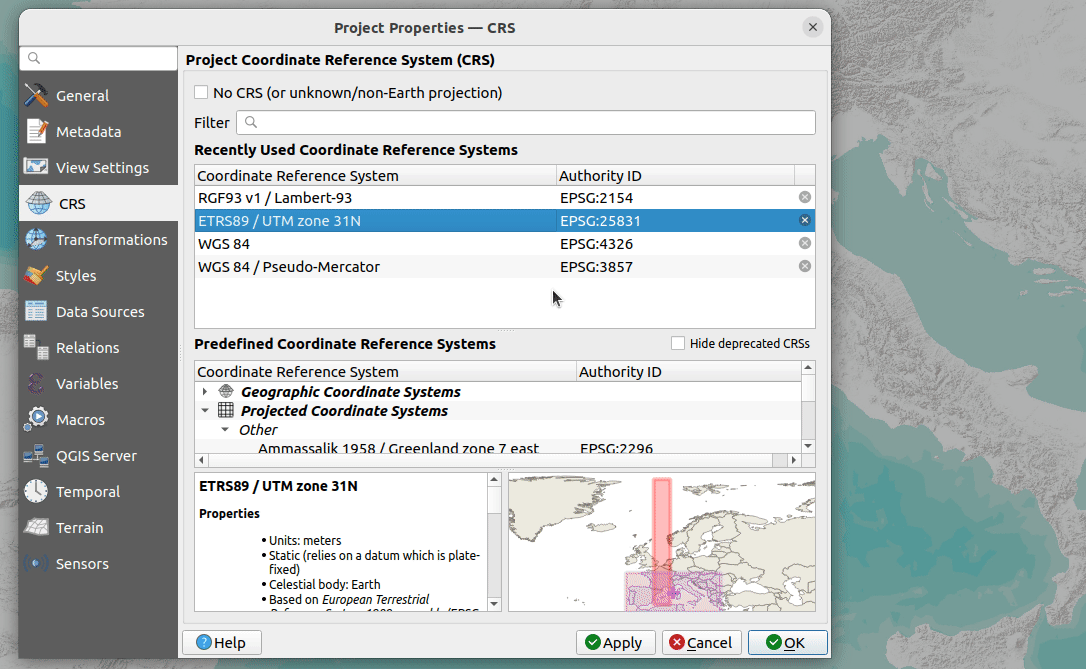 Project Properties — CRS
General
Metadata
View Settings
CRS
Transformations
Styles
Data Sources
Relations
Variables
Macros
QGIS Server
Temporal
Terrain
Sensors
Project Coordinate Reference System (CRS)
No CRS (or unknown/non-Earth projection)
Filter
Recently Used Coordinate Reference Systems
Coordinate Reference System Authority ID
RGF93 v1 / Lambert-93 EPSG:2154
ETRS89 / UTM zone 31N EPSG:25831
WGS 84 EPSG:4326
WGS 84 / Pseudo-Mercator EPSG:3857
Predefined Coordinate Reference Systems Hide deprecated CRSs
Coordinate Reference System Authority ID
Geographic Coordinate Systems
Projected Coordinate Systems
Other
Ammassalik 1958 / Greenland zone 7 east EPSG:2296
ETRS89 / UTM zone 31N
Properties
• Units: meters
• Static (relies on a datum which is plate-
fixed)
• Celestial body: Earth
• Based on European Terrestrial
Help Apply Cancel OK